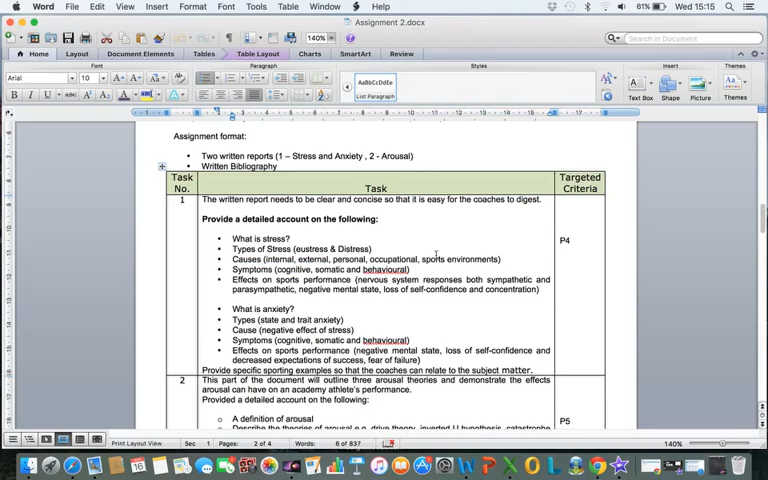 Word File Edit View Insert Format Font Tools Table Window Help 61% Wed 15:15
Assignment 2.docx
140% Search in Document
Home Layout Document Elements Tables Table Layout Charts SmartArt Review
Font Paragraph Styles Insert Themes
Arial 10
AaBbCcDdEe
B I U
List Paragraph
Text Box Shape Picture Themes
Assignment format:
• Two written reports (1 – Stress and Anxiety , 2 - Arousal)
• Written Bibliography
Task No. Task Targeted Criteria
1 The written report needs to be clear and concise so that it is easy for the coaches to digest.
Provide a detailed account on the following:
• What is stress? P4
• Types of Stress (eustress & Distress)
• Causes (internal, external, personal, occupational, sports environments)
• Symptoms (cognitive, somatic and behavioural)
• Effects on sports performance (nervous system responses both sympathetic and
parasympathetic, negative mental state, loss of self-confidence and concentration)
• What is anxiety?
• Types (state and trait anxiety)
• Cause (negative effect of stress)
• Symptoms (cognitive, somatic and behavioural)
• Effects on sports performance (negative mental state, loss of self-confidence and
decreased expectations of success, fear of failure)
Provide specific sporting examples so that the coaches can relate to the subject matter.
2 This part of the document will outline three arousal theories and demonstrate the effects
arousal can have on an academy athlete's performance.
Provided a detailed account on the following:
o A definition of arousal P5
o Describe the theories of arousal e.g. drive theory, inverted U hypothesis, catastrophe
Print Layout View Sec 1 Pages: 2 of 4 Words: 6 of 837 140%